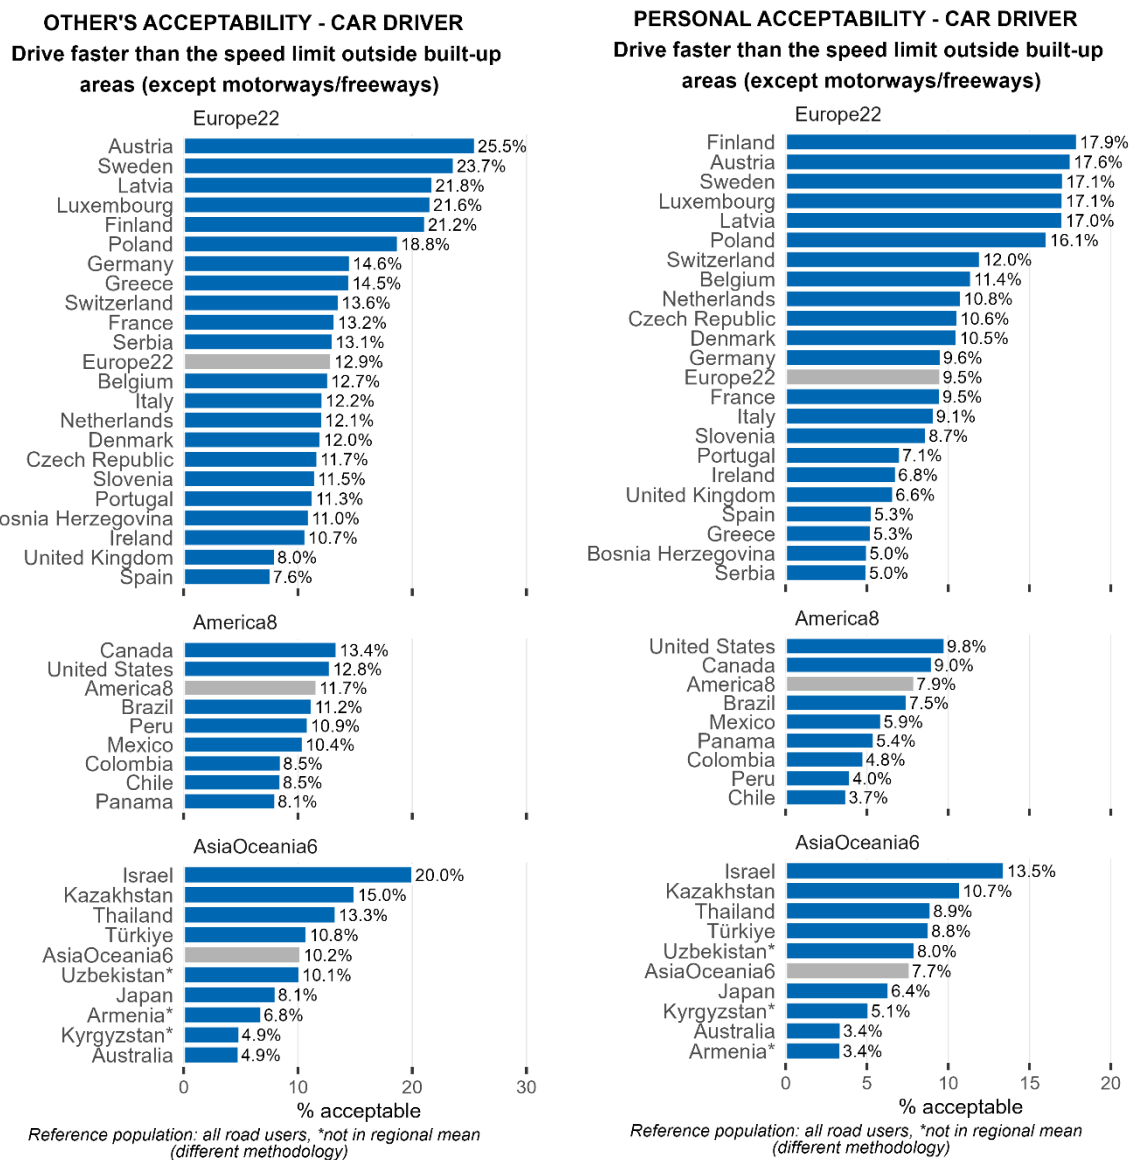 OTHER'S ACCEPTABILITY - CAR DRIVER
Drive faster than the speed limit outside built-up
areas (except motorways/freeways)
Europe22
Austria 25.5%
Sweden 23.7%
Latvia 21.8%
Luxembourg 21.6%
Finland 21.2%
Poland 18.8%
Germany 14.6%
Greece 14.5%
Switzerland 13.6%
France 13.2%
Serbia 13.1%
Europe22 12.9%
Belgium 12.7%
Italy 12.2%
Netherlands 12.1%
Denmark 12.0%
Czech Republic 11.7%
Slovenia 11.5%
Portugal 11.3%
osnia Herzegovina 11.0%
Ireland 10.7%
United Kingdom 8.0%
Spain 7.6%
America8
Canada 13.4%
United States 12.8%
America8 11.7%
Brazil 11.2%
Peru 10.9%
Mexico 10.4%
Colombia 8.5%
Chile 8.5%
Panama 8.1%
AsiaOceania6
Israel 20.0%
Kazakhstan 15.0%
Thailand 13.3%
Türkiye 10.8%
AsiaOceania6 10.2%
Uzbekistan* 10.1%
Japan 8.1%
Armenia* 6.8%
Kyrgyzstan* 4.9%
Australia 4.9%
0 10 20 30
% acceptable
Reference population: all road users, *not in regional mean
(different methodology)
PERSONAL ACCEPTABILITY - CAR DRIVER
Drive faster than the speed limit outside built-up
areas (except motorways/freeways)
Europe22
Finland 17.9%
Austria 17.6%
Sweden 17.1%
Luxembourg 17.1%
Latvia 17.0%
Poland 16.1%
Switzerland 12.0%
Belgium 11.4%
Netherlands 10.8%
Czech Republic 10.6%
Denmark 10.5%
Germany 9.6%
Europe22 9.5%
France 9.5%
Italy 9.1%
Slovenia 8.7%
Portugal 7.1%
Ireland 6.8%
United Kingdom 6.6%
Spain 5.3%
Greece 5.3%
Bosnia Herzegovina 5.0%
Serbia 5.0%
America8
United States 9.8%
Canada 9.0%
America8 7.9%
Brazil 7.5%
Mexico 5.9%
Panama 5.4%
Colombia 4.8%
Peru 4.0%
Chile 3.7%
AsiaOceania6
Israel 13.5%
Kazakhstan 10.7%
Thailand 8.9%
Türkiye 8.8%
Uzbekistan* 8.0%
AsiaOceania6 7.7%
Japan 6.4%
Kyrgyzstan* 5.1%
Australia 3.4%
Armenia* 3.4%
0 5 10 15 20
% acceptable
Reference population: all road users, *not in regional mean
(different methodology)